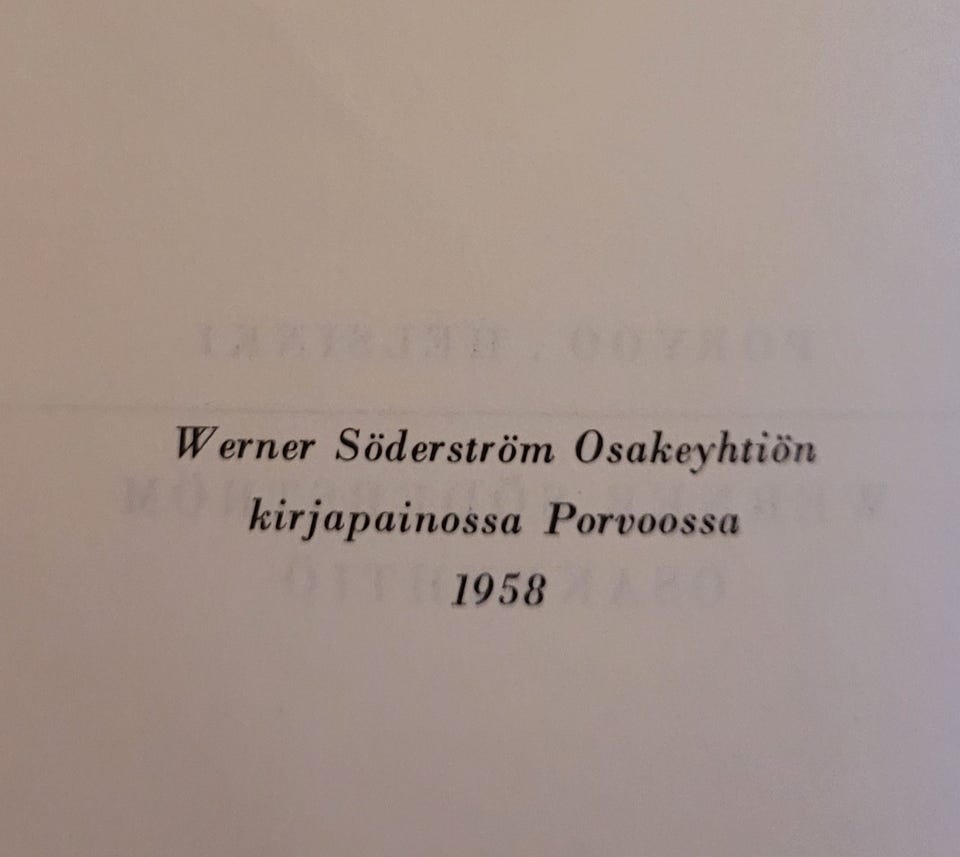 Werner Söderström Osakeyhtiön
kirjapainossa Porvoossa
1958